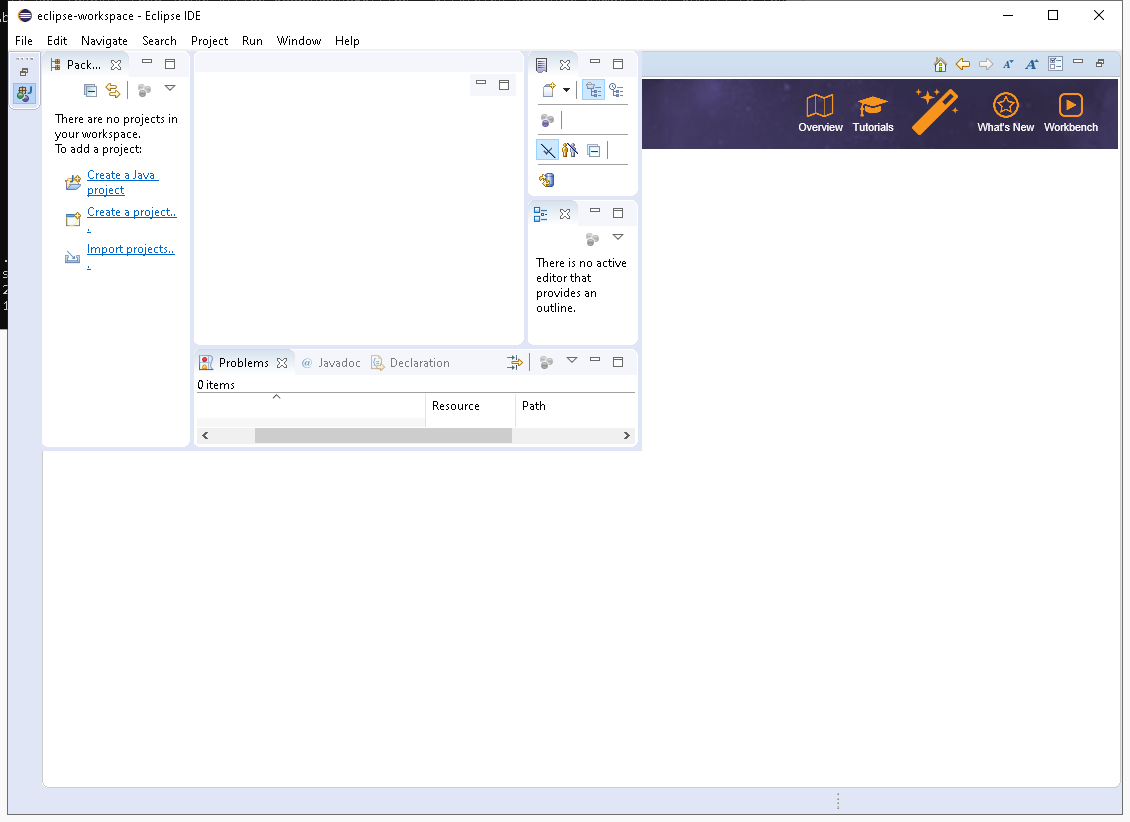 eclipse-workspace - Eclipse IDE
File Edit Navigate Search Project Run Window Help
Pack...
There are no projects in
your workspace.
To add a project:
Create a Java
project
Create a project..
.
Import projects..
.
Overview Tutorials What's New Workbench
There is no active
editor that
provides an
outline.
Problems @ Javadoc Declaration
0 items
Resource Path